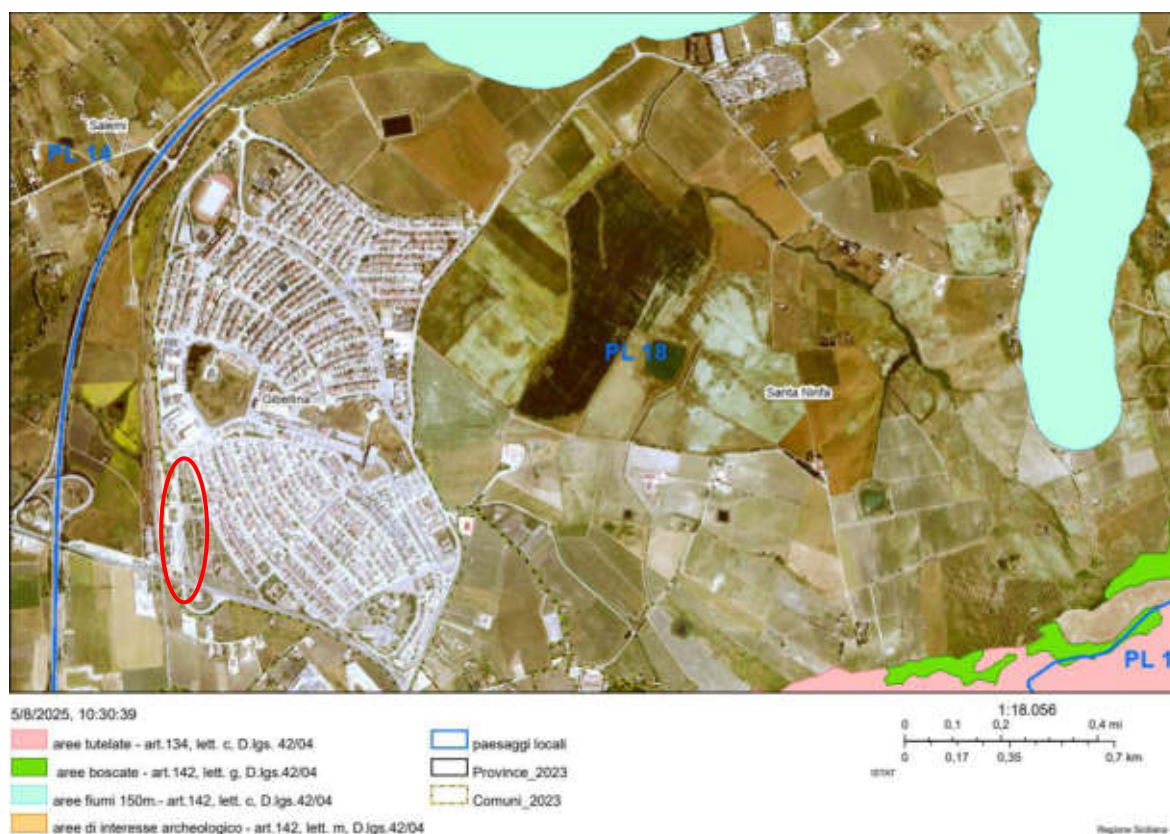 Salemi
PL 14
PL 18
Gibellina
Santa Ninfa
PL 1
5/8/2025, 10:30:39
aree tutelate - art.134, lett. c, D.lgs. 42/04
aree boscate - art.142, lett. g, D.lgs.42/04
aree fiumi 150m.- art.142, lett. c, D.lgs.42/04
aree di interesse archeologico - art.142, lett. m, D.lgs.42/04
paesaggi locali
Province_2023
Comuni_2023
1:18.056
0 0,1 0,2 0,4 mi
0 0,17 0,35 0,7 km
ISTAT
Regione Siciliana